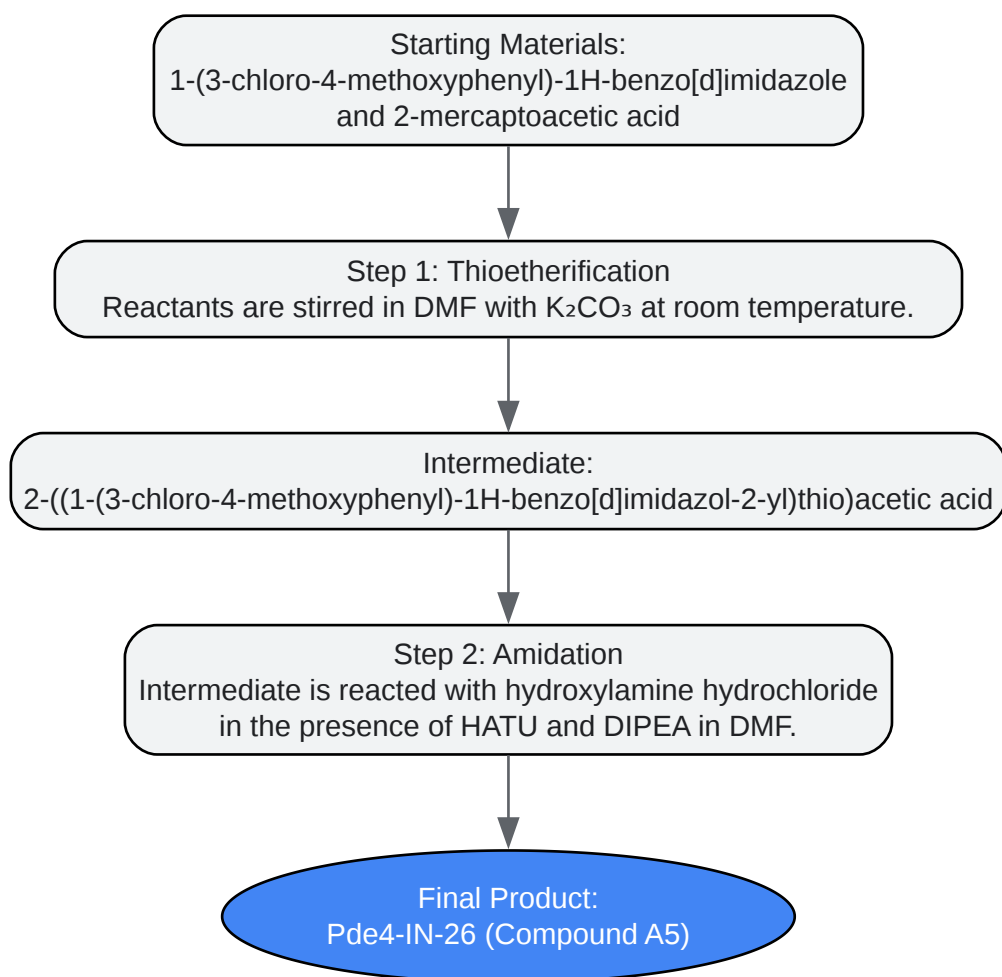 Starting Materials:
1-(3-chloro-4-methoxyphenyl)-1H-benzo[d]imidazole
and 2-mercaptoacetic acid
Step 1: Thioetherification
Reactants are stirred in DMF with K₂CO₃ at room temperature.
Intermediate:
2-((1-(3-chloro-4-methoxyphenyl)-1H-benzo[d]imidazol-2-yl)thio)acetic acid
Step 2: Amidation
Intermediate is reacted with hydroxylamine hydrochloride
in the presence of HATU and DIPEA in DMF.
Final Product:
Pde4-IN-26 (Compound A5)